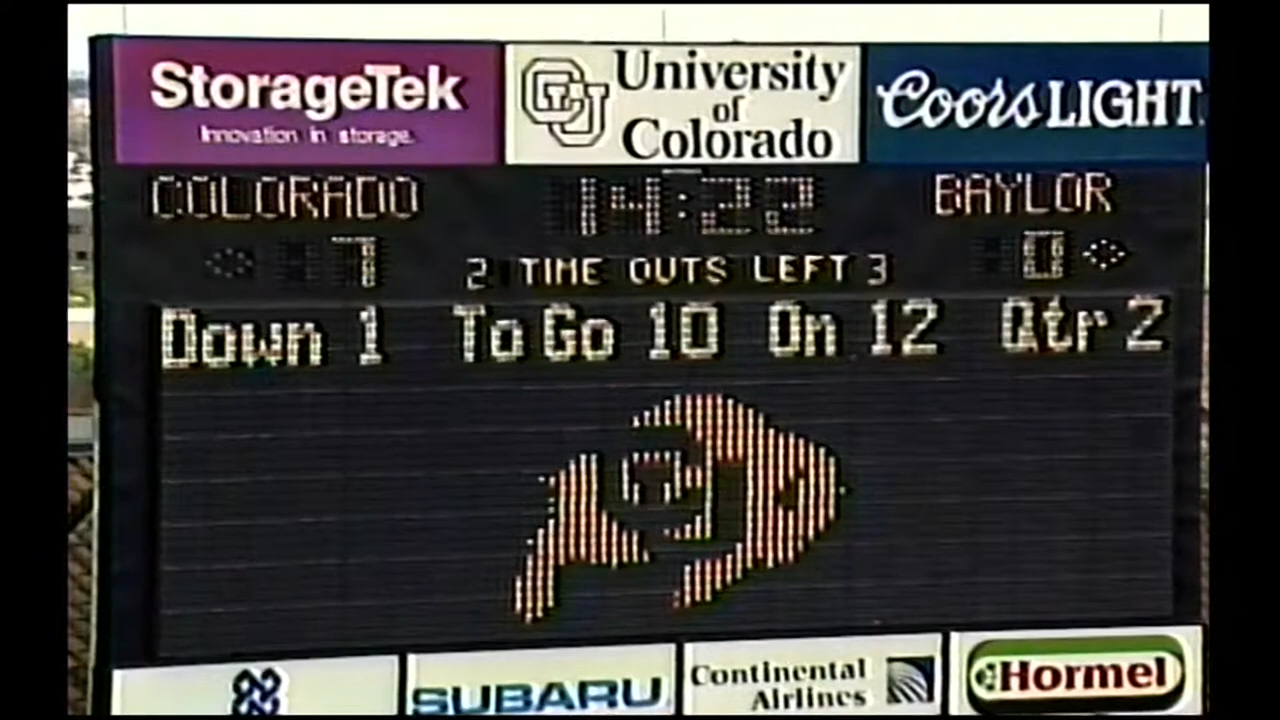 StorageTek
Innovation in storage.
CU
University
of
Colorado
Coors LIGHT
COLORADO 14:22 BAYLOR
7 2 TIME OUTS LEFT 3 0
Down 1 To Go 10 On 12 Qtr 2
SUBARU
Continental
Airlines
Hormel